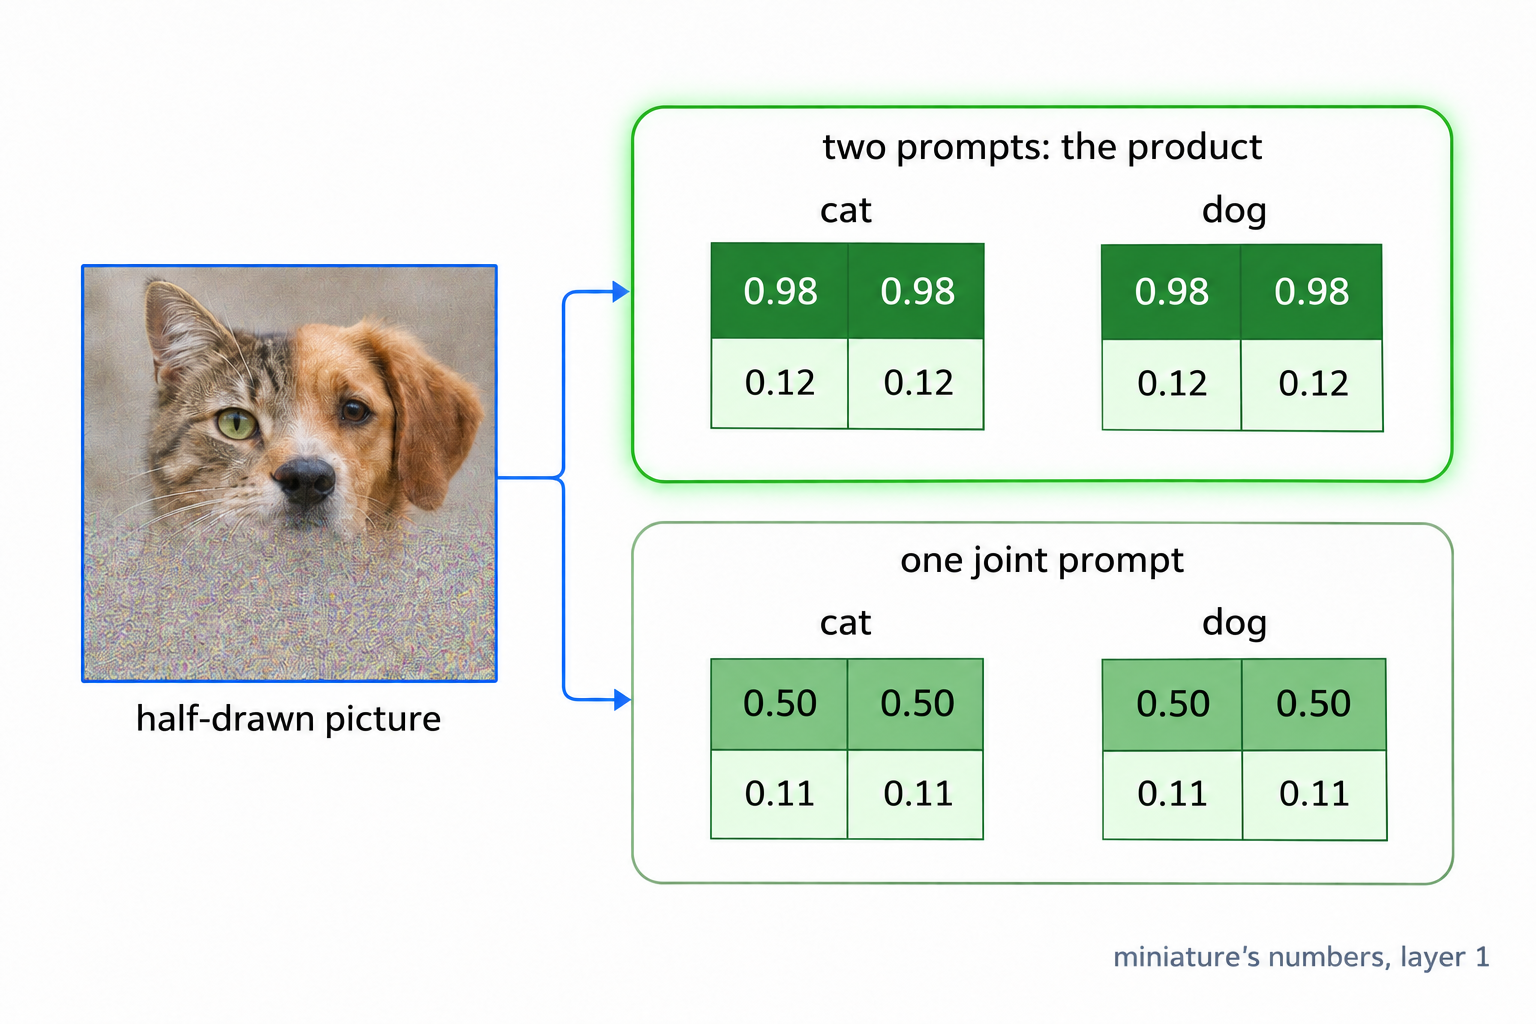 two prompts: the product
cat dog
0.98 0.98 0.98 0.98
0.12 0.12 0.12 0.12
half-drawn picture
one joint prompt
cat dog
0.50 0.50 0.50 0.50
0.11 0.11 0.11 0.11
miniature’s numbers, layer 1